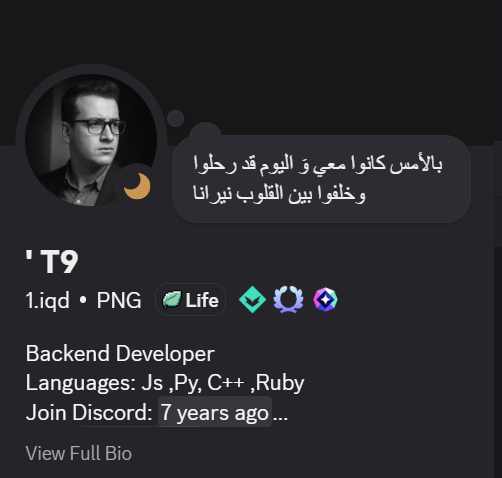 بالأمس كانوا معي وَ اليوم قد رحلوا
وخلفوا بين القلوب نيرانا
' T9
1.iqd • PNG Life
Backend Developer
Languages: Js ,Py, C++ ,Ruby
Join Discord: 7 years ago...
View Full Bio